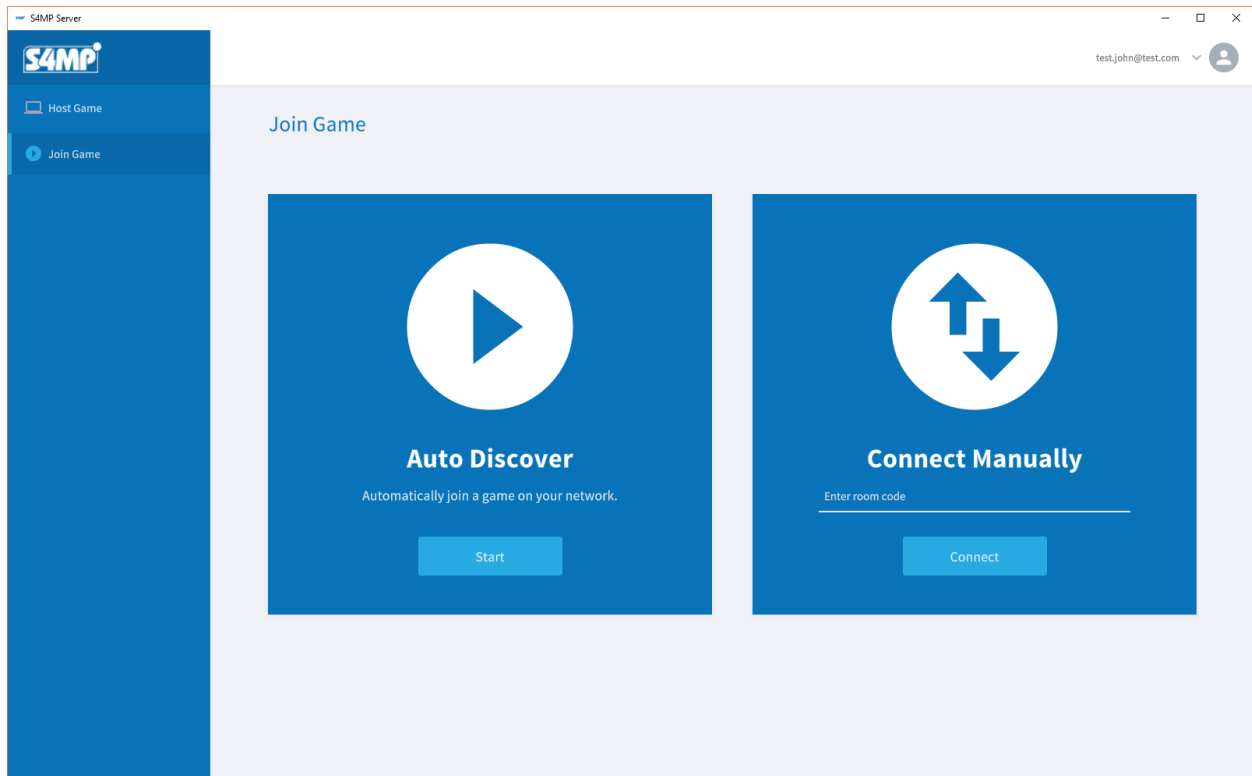 S4MP Server
S4MP
test.john@test.com
Host Game
Join Game
Join Game
Auto Discover
Automatically join a game on your network.
Start
Connect Manually
Enter room code
Connect